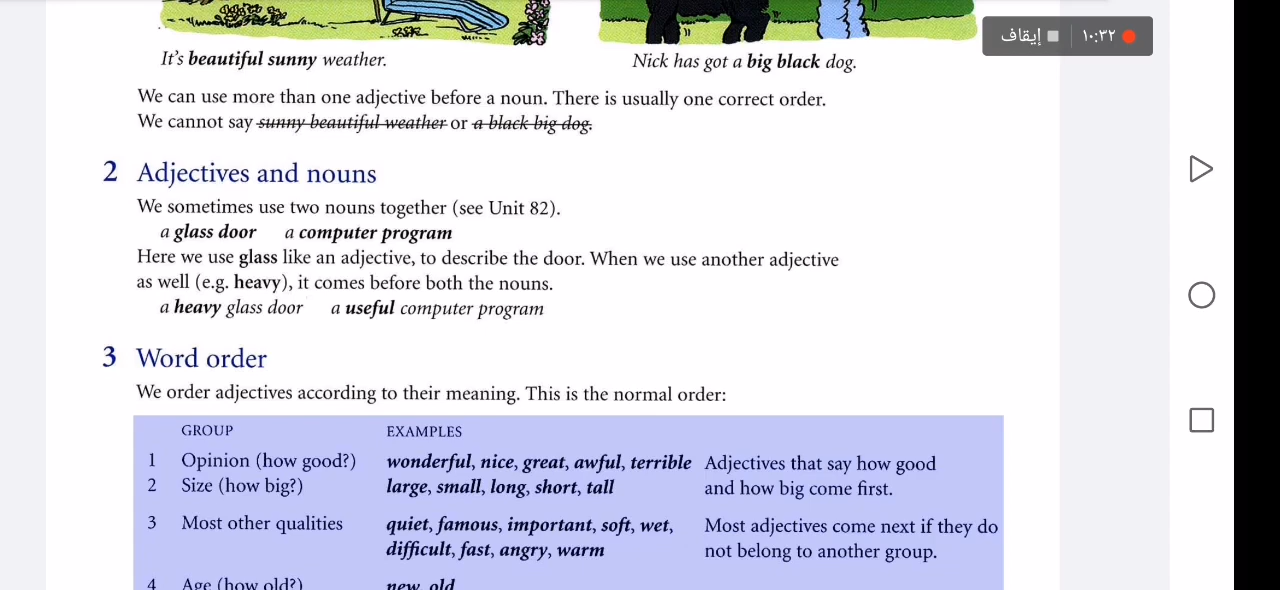 ١٠:٣٢ إيقاف
It's beautiful sunny weather.
Nick has got a big black dog.
We can use more than one adjective before a noun. There is usually one correct order.
We cannot say sunny beautiful weather or a black big dog.
2 Adjectives and nouns
We sometimes use two nouns together (see Unit 82).
a glass door a computer program
Here we use glass like an adjective, to describe the door. When we use another adjective
as well (e.g. heavy), it comes before both the nouns.
a heavy glass door a useful computer program
3 Word order
We order adjectives according to their meaning. This is the normal order:
GROUP EXAMPLES
1 Opinion (how good?) wonderful, nice, great, awful, terrible Adjectives that say how good
2 Size (how big?) large, small, long, short, tall and how big come first.
3 Most other qualities quiet, famous, important, soft, wet, Most adjectives come next if they do
difficult, fast, angry, warm not belong to another group.
4 Age (how old?) new, old